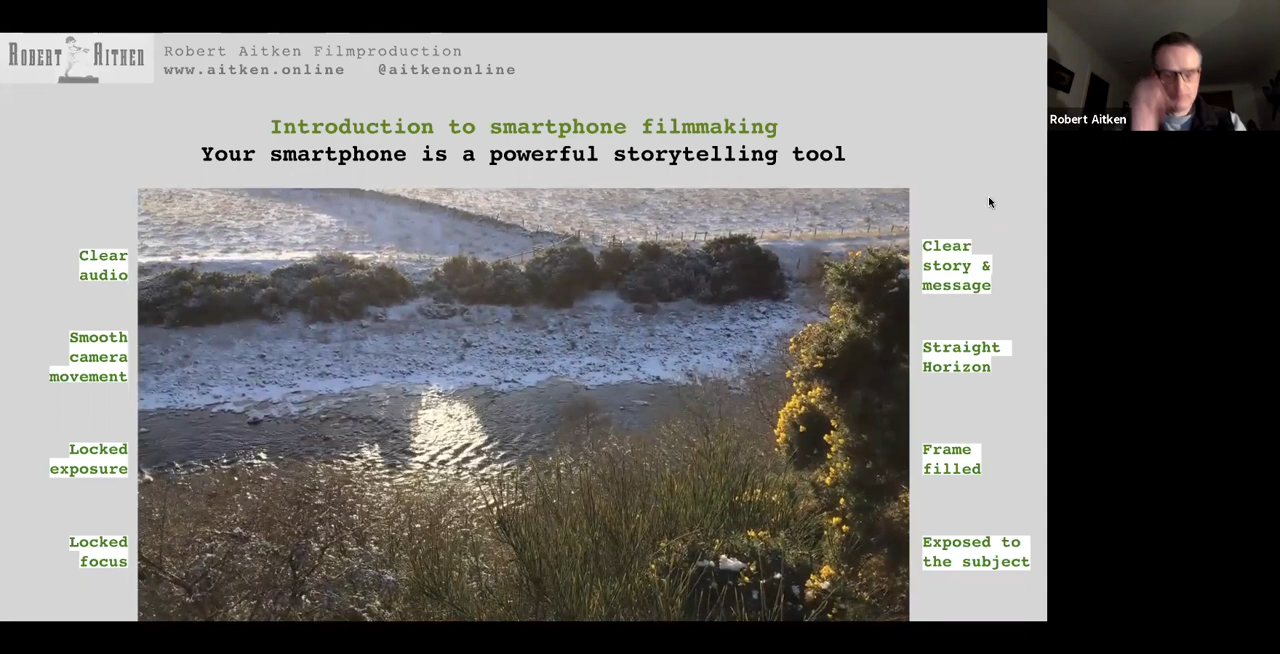 ROBERT AITKEN
Robert Aitken Filmproduction
www.aitken.online @aitkenonline
Introduction to smartphone filmmaking
Your smartphone is a powerful storytelling tool
Clear
audio
Smooth
camera
movement
Locked
exposure
Locked
focus
Clear
story &
message
Straight
Horizon
Frame
filled
Exposed to
the subject
Robert Aitken